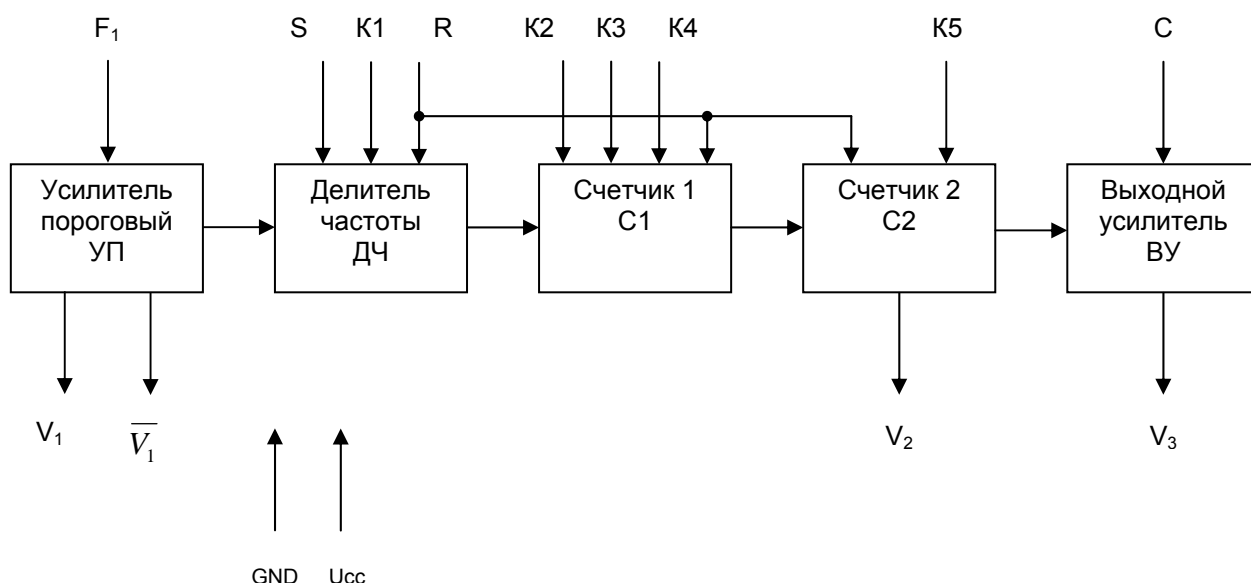 F₁ S К1 R К2 К3 К4 К5 С
Усилитель
пороговый
УП
Делитель
частоты
ДЧ
Счетчик 1
С1
Счетчик 2
С2
Выходной
усилитель
ВУ
V₁ V̅₁ V₂ V₃
GND Ucc